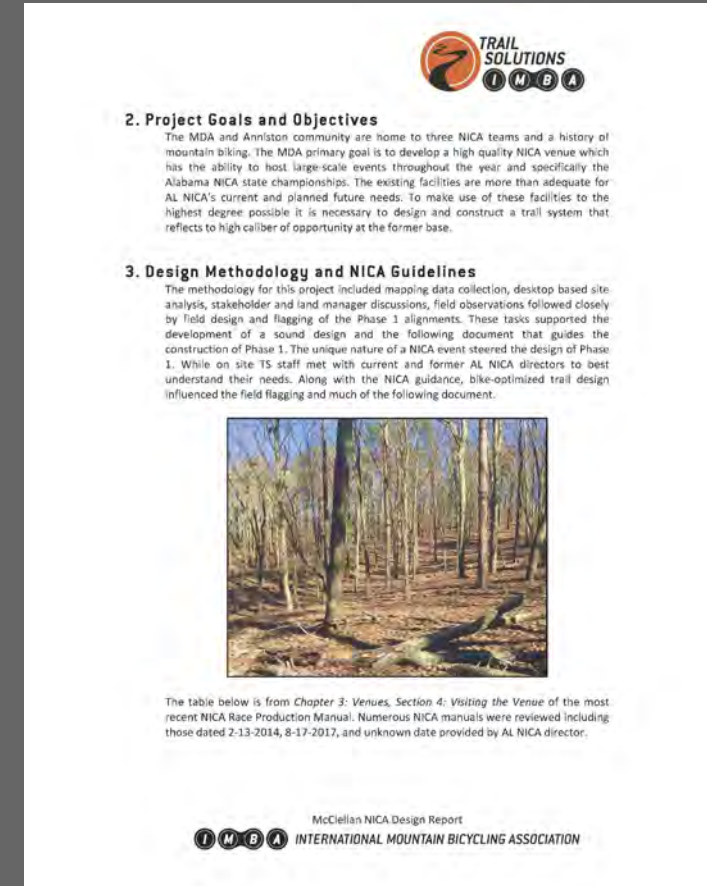 TRAIL
SOLUTIONS
IMBA
2. Project Goals and Objectives
The MDA and Anniston community are home to three NICA teams and a history of
mountain biking. The MDA primary goal is to develop a high quality NICA venue which
has the ability to host large-scale events throughout the year and specifically the
Alabama NICA state championships. The existing facilities are more than adequate for
AL NICA's current and planned future needs. To make use of these facilities to the
highest degree possible it is necessary to design and construct a trail system that
reflects to high caliber of opportunity at the former base.
3. Design Methodology and NICA Guidelines
The methodology for this project included mapping data collection, desktop based site
analysis, stakeholder and land manager discussions, field observations followed closely
by field design and flagging of the Phase 1 alignments. These tasks supported the
development of a sound design and the following document that guides the
construction of Phase 1. The unique nature of a NICA event steered the design of Phase
1. While on site TS staff met with current and former AL NICA directors to best
understand their needs. Along with the NICA guidance, bike-optimized trail design
influenced the field flagging and much of the following document.
The table below is from Chapter 3: Venues, Section 4: Visiting the Venue of the most
recent NICA Race Production Manual. Numerous NICA manuals were reviewed including
those dated 2-13-2014, 8-17-2017, and unknown date provided by AL NICA director.
McClellan NICA Design Report
IMBA INTERNATIONAL MOUNTAIN BICYCLING ASSOCIATION